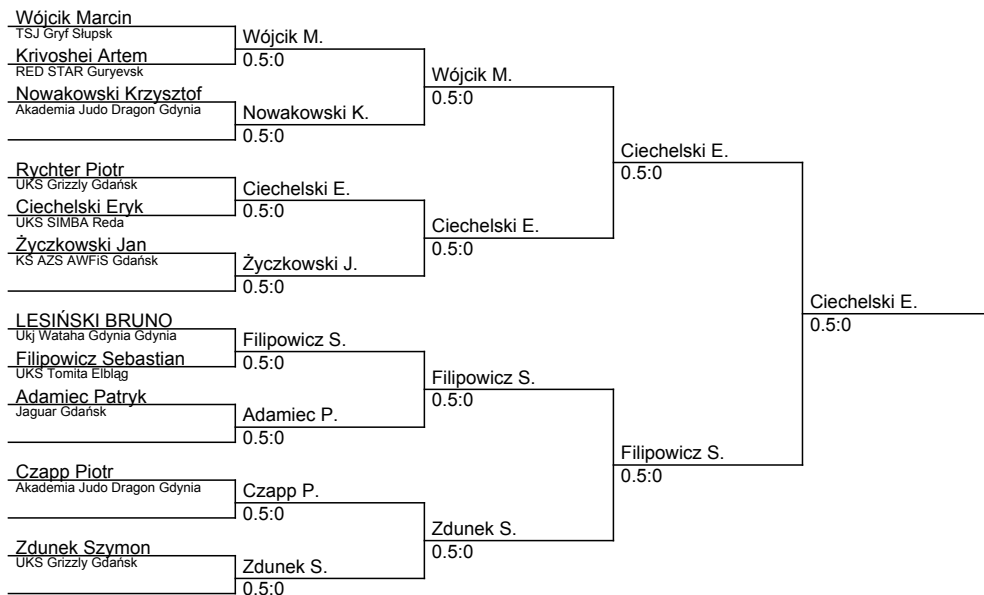 Wójcik Marcin
TSJ Gryf Słupsk
Krivoshei Artem
RED STAR Guryevsk
Nowakowski Krzysztof
Akademia Judo Dragon Gdynia
Rychter Piotr
UKS Grizzly Gdańsk
Ciechelski Eryk
UKS SIMBA Reda
Życzkowski Jan
KS AZS AWFiS Gdańsk
LESIŃSKI BRUNO
Ukj Wataha Gdynia Gdynia
Filipowicz Sebastian
UKS Tomita Elbląg
Adamiec Patryk
Jaguar Gdańsk
Czapp Piotr
Akademia Judo Dragon Gdynia
Zdunek Szymon
UKS Grizzly Gdańsk
Wójcik M.
0.5:0
Nowakowski K.
0.5:0
Ciechelski E.
0.5:0
Życzkowski J.
0.5:0
Filipowicz S.
0.5:0
Adamiec P.
0.5:0
Czapp P.
0.5:0
Zdunek S.
0.5:0
Wójcik M.
0.5:0
Ciechelski E.
0.5:0
Filipowicz S.
0.5:0
Zdunek S.
0.5:0
Ciechelski E.
0.5:0
Filipowicz S.
0.5:0
Ciechelski E.
0.5:0